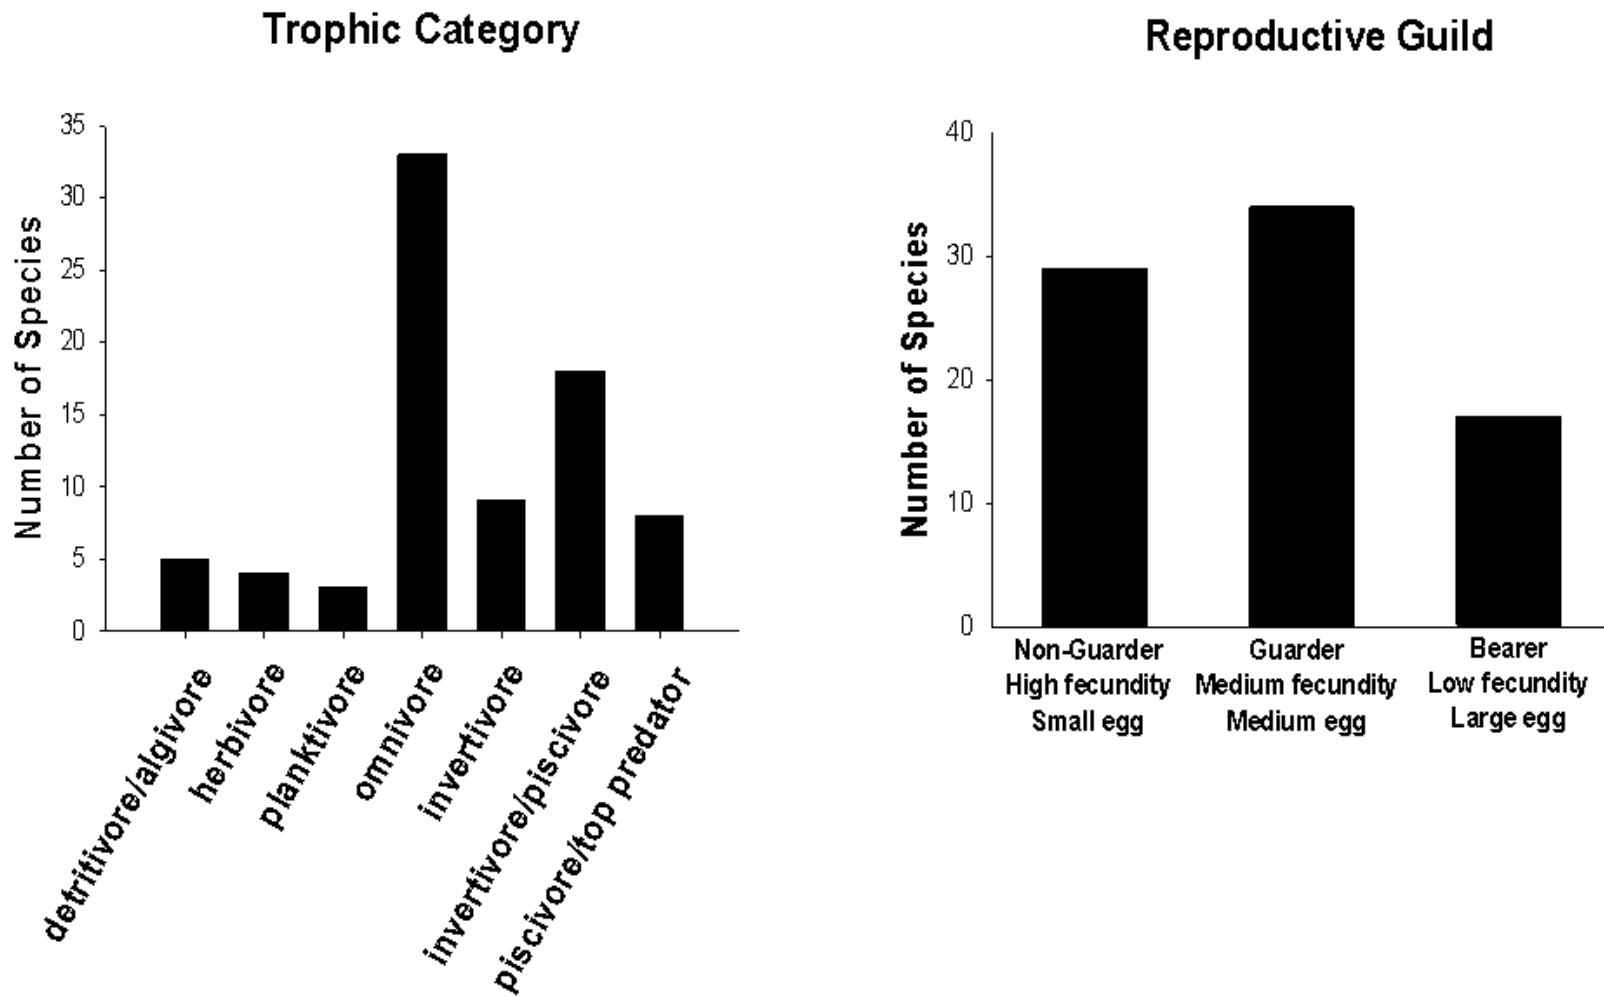 Trophic Category
Number of Species
35
30
25
20
15
10
5
0
detritivore/algivore
herbivore
planktivore
omnivore
invertivore
invertivore/piscivore
piscivore/top predator
Reproductive Guild
Number of Species
40
30
20
10
0
Non-Guarder
High fecundity
Small egg
Guarder
Medium fecundity
Medium egg
Bearer
Low fecundity
Large egg